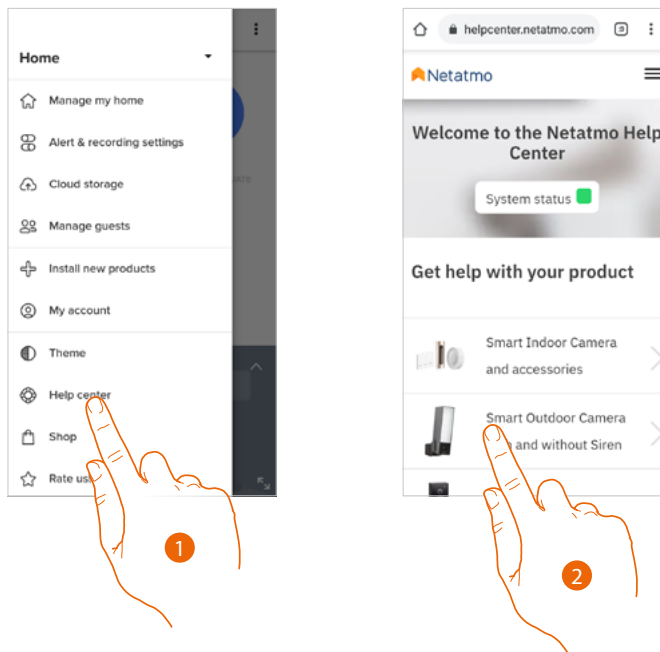 Home
Manage my home
Alert & recording settings
Cloud storage
Manage guests
Install new products
My account
Theme
Help center
Shop
Rate us
1
helpcenter.netatmo.com
Netatmo
Welcome to the Netatmo Help
Center
System status
Get help with your product
Smart Indoor Camera
and accessories
Smart Outdoor Camera
and without Siren
2